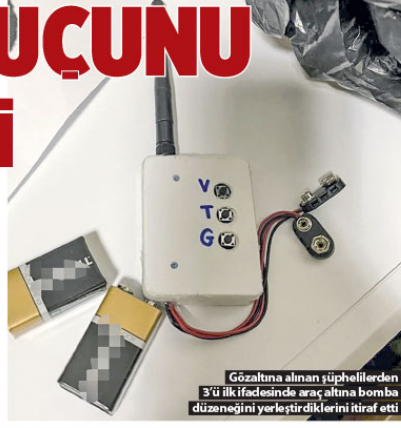 UÇUNU
İ
V
T
G
Gözaltına alınan şüphelilerden
3'ü ilk ifadesinde araç altına bomba
düzeneğini yerleştirdiklerini itiraf etti